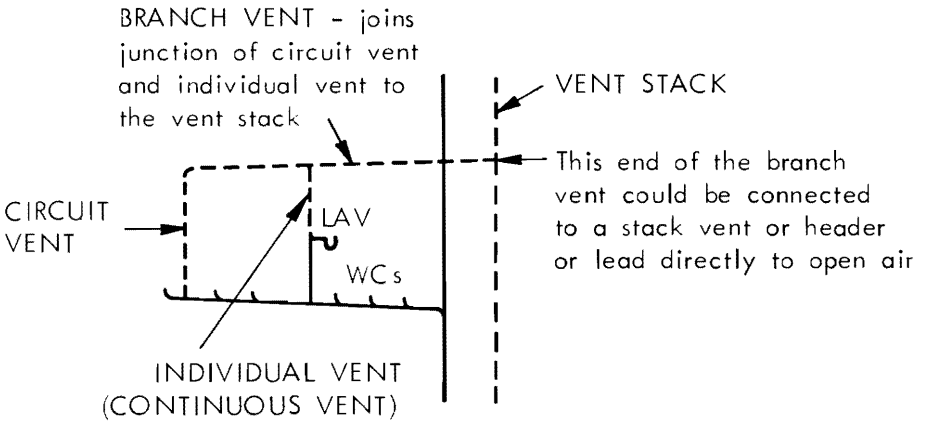 BRANCH VENT - joins
junction of circuit vent
and individual vent to
the vent stack
VENT STACK
This end of the branch
vent could be connected
to a stack vent or header
or lead directly to open air
CIRCUIT
VENT
LAV
WCs
INDIVIDUAL VENT
(CONTINUOUS VENT)